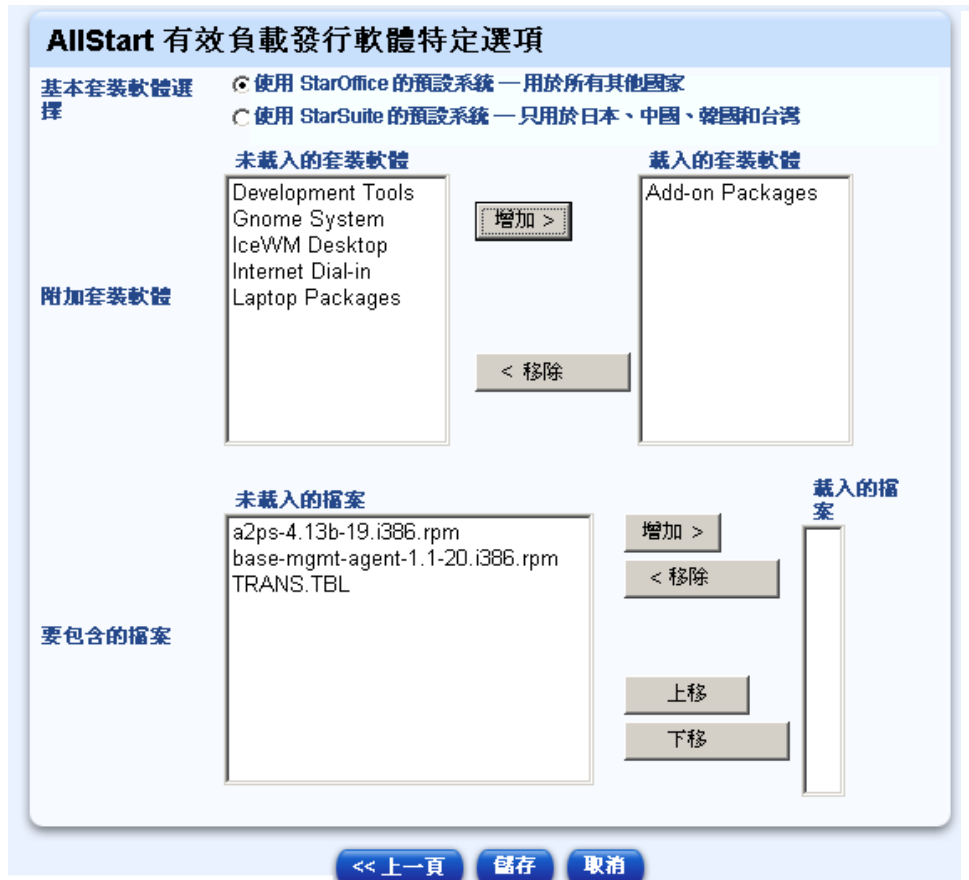 AllStart 有效負載發行軟體特定選項
基本套裝軟體選
擇
使用 StarOffice 的預設系統 — 用於所有其他國家
使用 StarSuite 的預設系統 — 只用於日本、中國、韓國和台灣
未載入的套裝軟體
載入的套裝軟體
附加套裝軟體
Development Tools
Gnome System
IceWM Desktop
Internet Dial-in
Laptop Packages
增加 >
< 移除
Add-on Packages
未載入的檔案
載入的檔
案
要包含的檔案
a2ps-4.13b-19.i386.rpm
base-mgmt-agent-1.1-20.i386.rpm
TRANS.TBL
增加 >
< 移除
上移
下移
<< 上一頁
儲存
取消